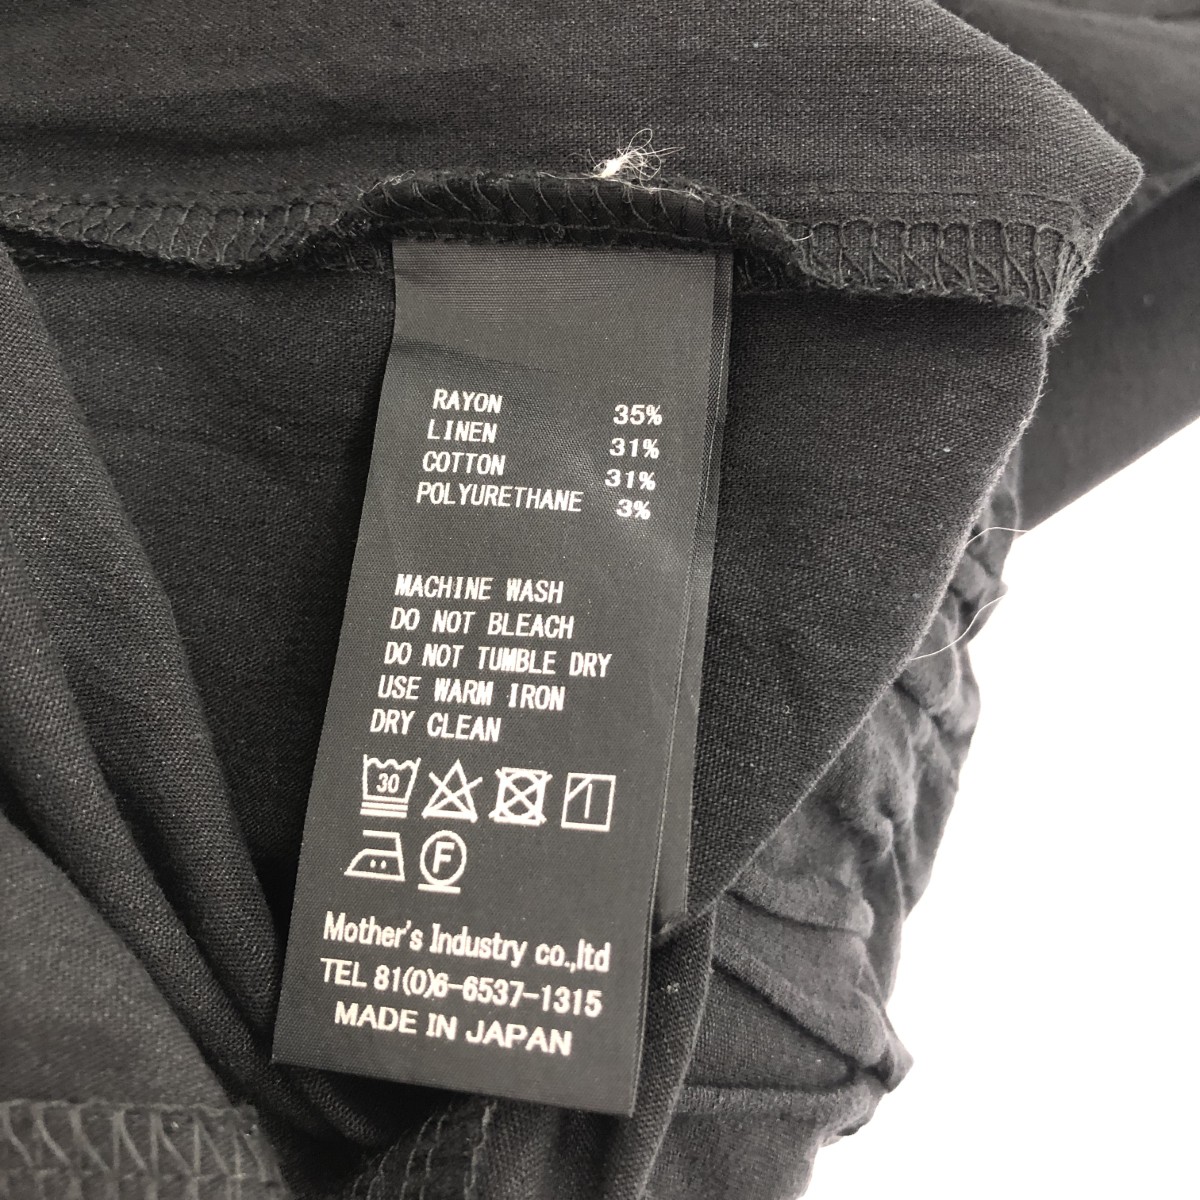 RAYON 35%
LINEN 31%
COTTON 31%
POLYURETHANE 3%
MACHINE WASH
DO NOT BLEACH
DO NOT TUMBLE DRY
USE WARM IRON
DRY CLEAN
30
F
Mother's Industry co.,ltd
TEL 81(0)6-6537-1315
MADE IN JAPAN